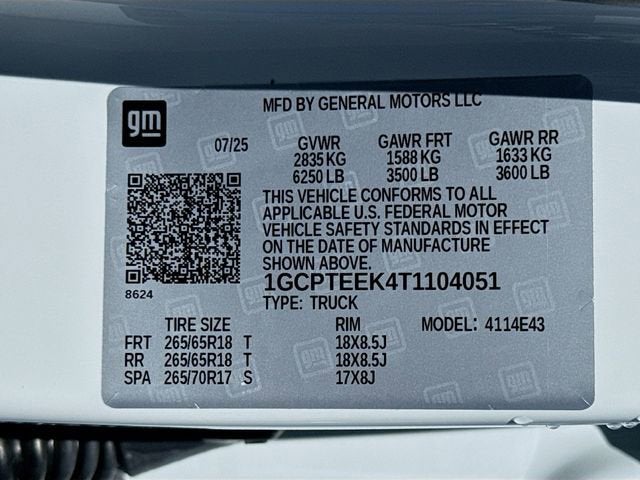 MFD BY GENERAL MOTORS LLC
gm
07/25
GVWR GAWR FRT GAWR RR
2835 KG 1588 KG 1633 KG
6250 LB 3500 LB 3600 LB
THIS VEHICLE CONFORMS TO ALL
APPLICABLE U.S. FEDERAL MOTOR
VEHICLE SAFETY STANDARDS IN EFFECT
ON THE DATE OF MANUFACTURE
SHOWN ABOVE.
1GCPTEEK4T1104051
8624
TYPE: TRUCK
TIRE SIZE RIM MODEL: 4114E43
FRT 265/65R18 T 18X8.5J
RR 265/65R18 T 18X8.5J
SPA 265/70R17 S 17X8J